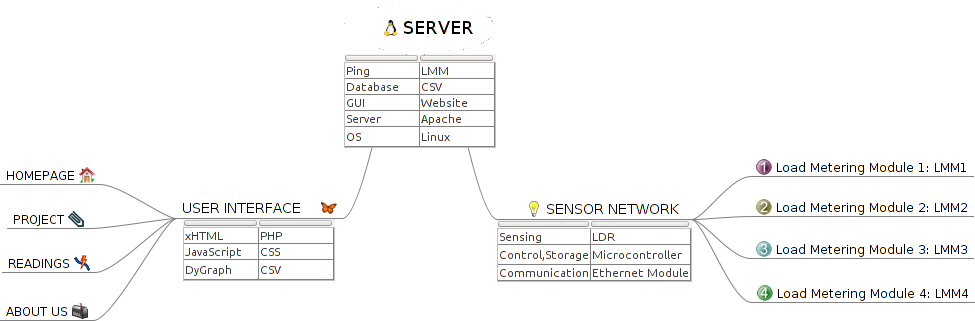 SERVER
Ping LMM
Database CSV
GUI Website
Server Apache
OS Linux
HOMEPAGE
PROJECT
READINGS
ABOUT US
USER INTERFACE
xHTML PHP
JavaScript CSS
DyGraph CSV
SENSOR NETWORK
Sensing LDR
Control,Storage Microcontroller
Communication Ethernet Module
1 Load Metering Module 1: LMM1
2 Load Metering Module 2: LMM2
3 Load Metering Module 3: LMM3
4 Load Metering Module 4: LMM4